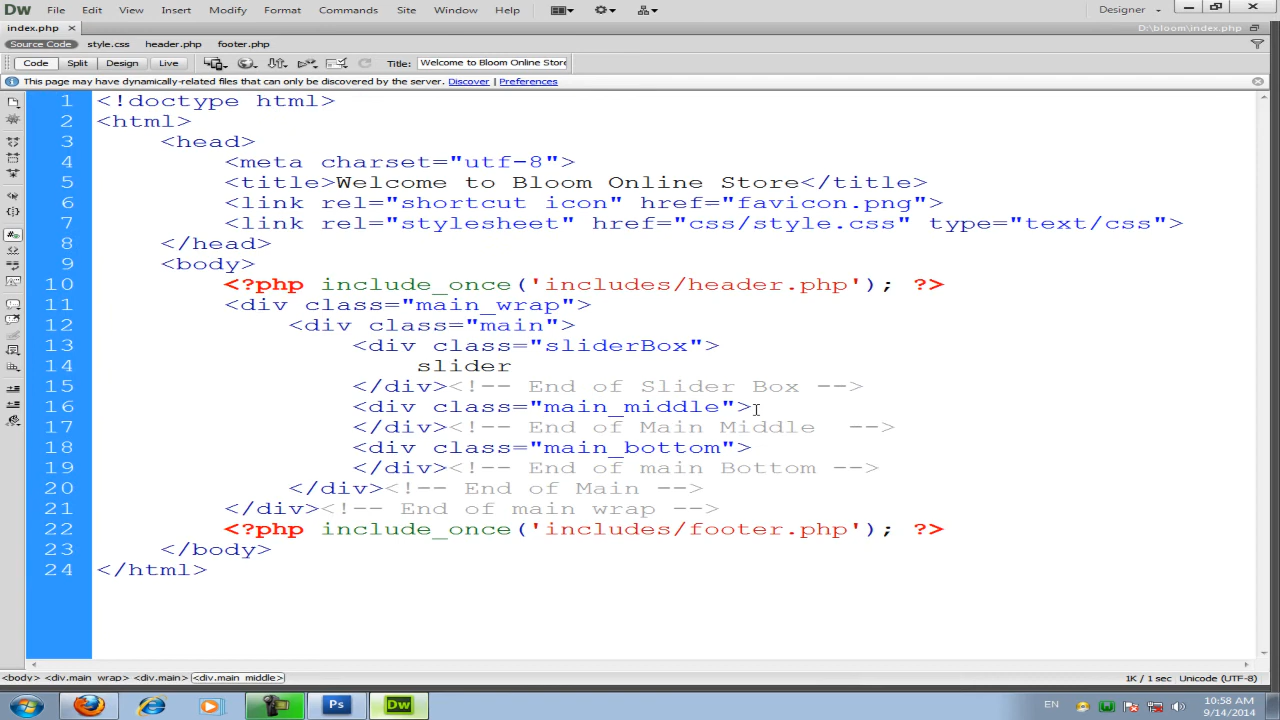 Dw File Edit View Insert Modify Format Commands Site Window Help Designer
index.php D:\bloom\index.php
Source Code style.css header.php footer.php
Code Split Design Live Title: Welcome to Bloom Online Store
This page may have dynamically-related files that can only be discovered by the server. Discover | Preferences
1 <!doctype html>
2 <html>
3 <head>
4 <meta charset="utf-8">
5 <title>Welcome to Bloom Online Store</title>
6 <link rel="shortcut icon" href="favicon.png">
7 <link rel="stylesheet" href="css/style.css" type="text/css">
8 </head>
9 <body>
10 <?php include_once('includes/header.php'); ?>
11 <div class="main_wrap">
12 <div class="main">
13 <div class="sliderBox">
14 slider
15 </div><!-- End of Slider Box -->
16 <div class="main_middle">
17 </div><!-- End of Main Middle  -->
18 <div class="main_bottom">
19 </div><!-- End of main Bottom -->
20 </div><!-- End of Main -->
21 </div><!-- End of main wrap -->
22 <?php include_once('includes/footer.php'); ?>
23 </body>
24 </html>
<body> <div.main_wrap> <div.main> <div.main_middle> 1K / 1 sec Unicode (UTF-8)
Ps Dw EN 10:58 AM
9/14/2014